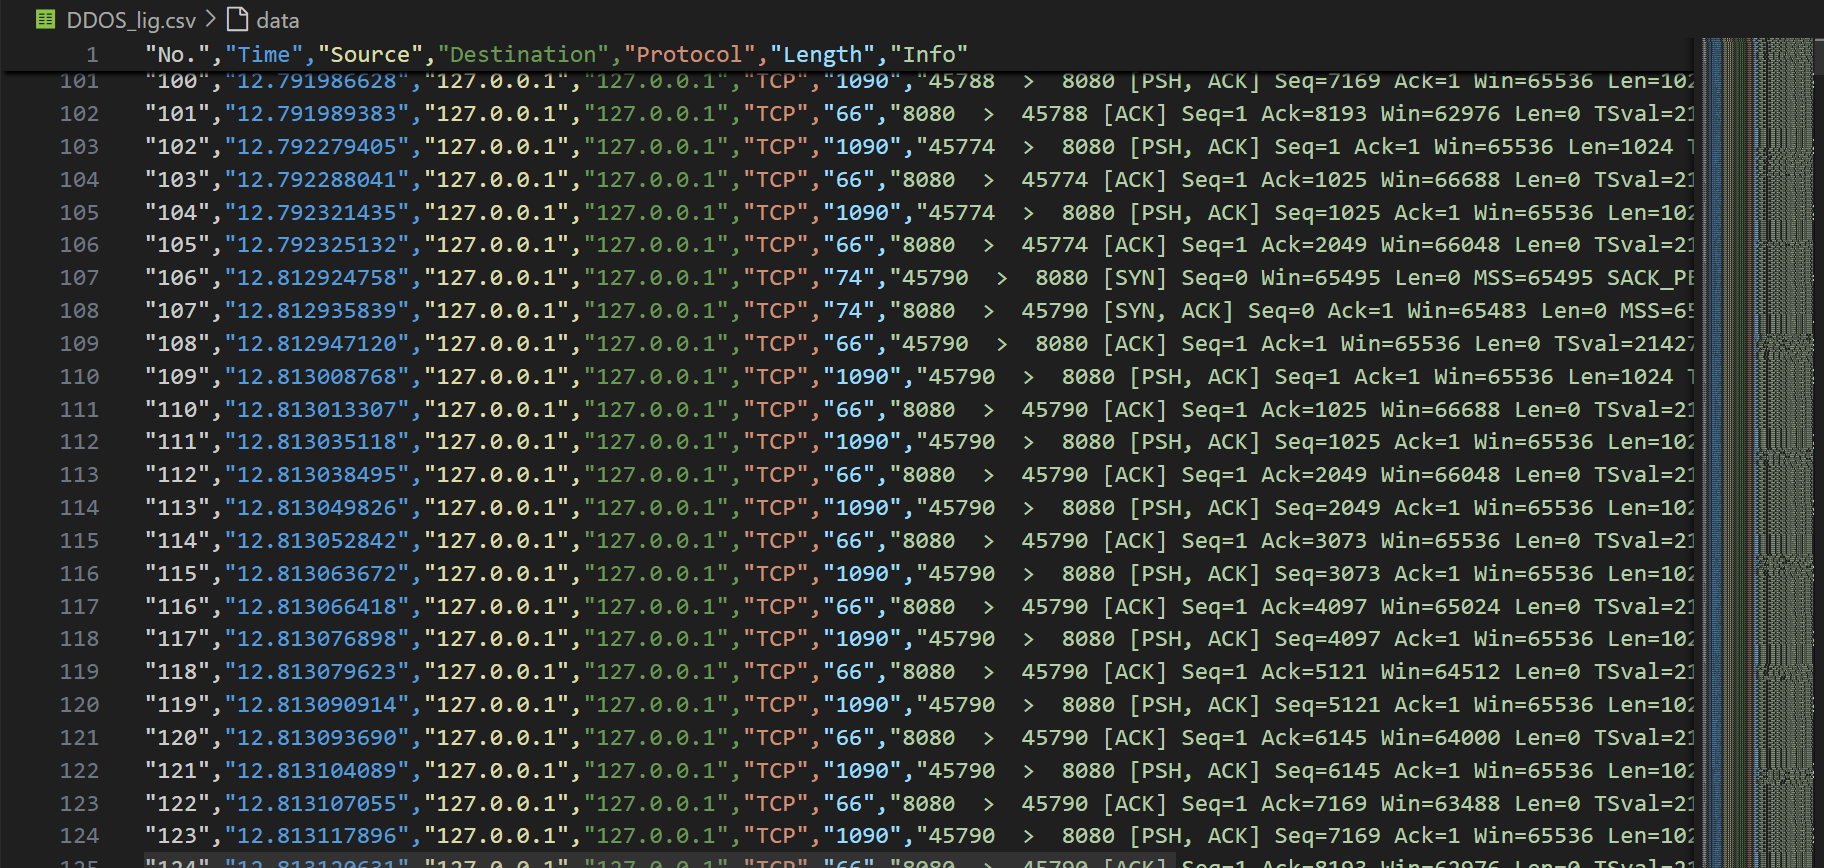 DDOS_lig.csv > data
1 "No.","Time","Source","Destination","Protocol","Length","Info"
101 "100","12.791986628","127.0.0.1","127.0.0.1","TCP","1090","45788  >  8080 [PSH, ACK] Seq=7169 Ack=1 Win=65536 Len=102
102 "101","12.791989383","127.0.0.1","127.0.0.1","TCP","66","8080  >  45788 [ACK] Seq=1 Ack=8193 Win=62976 Len=0 TSval=21
103 "102","12.792279405","127.0.0.1","127.0.0.1","TCP","1090","45774  >  8080 [PSH, ACK] Seq=1 Ack=1 Win=65536 Len=1024 T
104 "103","12.792288041","127.0.0.1","127.0.0.1","TCP","66","8080  >  45774 [ACK] Seq=1 Ack=1025 Win=66688 Len=0 TSval=21
105 "104","12.792321435","127.0.0.1","127.0.0.1","TCP","1090","45774  >  8080 [PSH, ACK] Seq=1025 Ack=1 Win=65536 Len=102
106 "105","12.792325132","127.0.0.1","127.0.0.1","TCP","66","8080  >  45774 [ACK] Seq=1 Ack=2049 Win=66048 Len=0 TSval=21
107 "106","12.812924758","127.0.0.1","127.0.0.1","TCP","74","45790  >  8080 [SYN] Seq=0 Win=65495 Len=0 MSS=65495 SACK_PE
108 "107","12.812935839","127.0.0.1","127.0.0.1","TCP","74","8080  >  45790 [SYN, ACK] Seq=0 Ack=1 Win=65483 Len=0 MSS=65
109 "108","12.812947120","127.0.0.1","127.0.0.1","TCP","66","45790  >  8080 [ACK] Seq=1 Ack=1 Win=65536 Len=0 TSval=21427
110 "109","12.813008768","127.0.0.1","127.0.0.1","TCP","1090","45790  >  8080 [PSH, ACK] Seq=1 Ack=1 Win=65536 Len=1024 T
111 "110","12.813013307","127.0.0.1","127.0.0.1","TCP","66","8080  >  45790 [ACK] Seq=1 Ack=1025 Win=66688 Len=0 TSval=21
112 "111","12.813035118","127.0.0.1","127.0.0.1","TCP","1090","45790  >  8080 [PSH, ACK] Seq=1025 Ack=1 Win=65536 Len=102
113 "112","12.813038495","127.0.0.1","127.0.0.1","TCP","66","8080  >  45790 [ACK] Seq=1 Ack=2049 Win=66048 Len=0 TSval=21
114 "113","12.813049826","127.0.0.1","127.0.0.1","TCP","1090","45790  >  8080 [PSH, ACK] Seq=2049 Ack=1 Win=65536 Len=102
115 "114","12.813052842","127.0.0.1","127.0.0.1","TCP","66","8080  >  45790 [ACK] Seq=1 Ack=3073 Win=65536 Len=0 TSval=21
116 "115","12.813063672","127.0.0.1","127.0.0.1","TCP","1090","45790  >  8080 [PSH, ACK] Seq=3073 Ack=1 Win=65536 Len=102
117 "116","12.813066418","127.0.0.1","127.0.0.1","TCP","66","8080  >  45790 [ACK] Seq=1 Ack=4097 Win=65024 Len=0 TSval=21
118 "117","12.813076898","127.0.0.1","127.0.0.1","TCP","1090","45790  >  8080 [PSH, ACK] Seq=4097 Ack=1 Win=65536 Len=102
119 "118","12.813079623","127.0.0.1","127.0.0.1","TCP","66","8080  >  45790 [ACK] Seq=1 Ack=5121 Win=64512 Len=0 TSval=21
120 "119","12.813090914","127.0.0.1","127.0.0.1","TCP","1090","45790  >  8080 [PSH, ACK] Seq=5121 Ack=1 Win=65536 Len=102
121 "120","12.813093690","127.0.0.1","127.0.0.1","TCP","66","8080  >  45790 [ACK] Seq=1 Ack=6145 Win=64000 Len=0 TSval=21
122 "121","12.813104089","127.0.0.1","127.0.0.1","TCP","1090","45790  >  8080 [PSH, ACK] Seq=6145 Ack=1 Win=65536 Len=102
123 "122","12.813107055","127.0.0.1","127.0.0.1","TCP","66","8080  >  45790 [ACK] Seq=1 Ack=7169 Win=63488 Len=0 TSval=21
124 "123","12.813117896","127.0.0.1","127.0.0.1","TCP","1090","45790  >  8080 [PSH, ACK] Seq=7169 Ack=1 Win=65536 Len=102
125 "124","12.813120631","127.0.0.1","127.0.0.1","TCP","66","8080  >  45790 [ACK] Seq=1 Ack=8193 Win=62976 Len=0 TSval=21